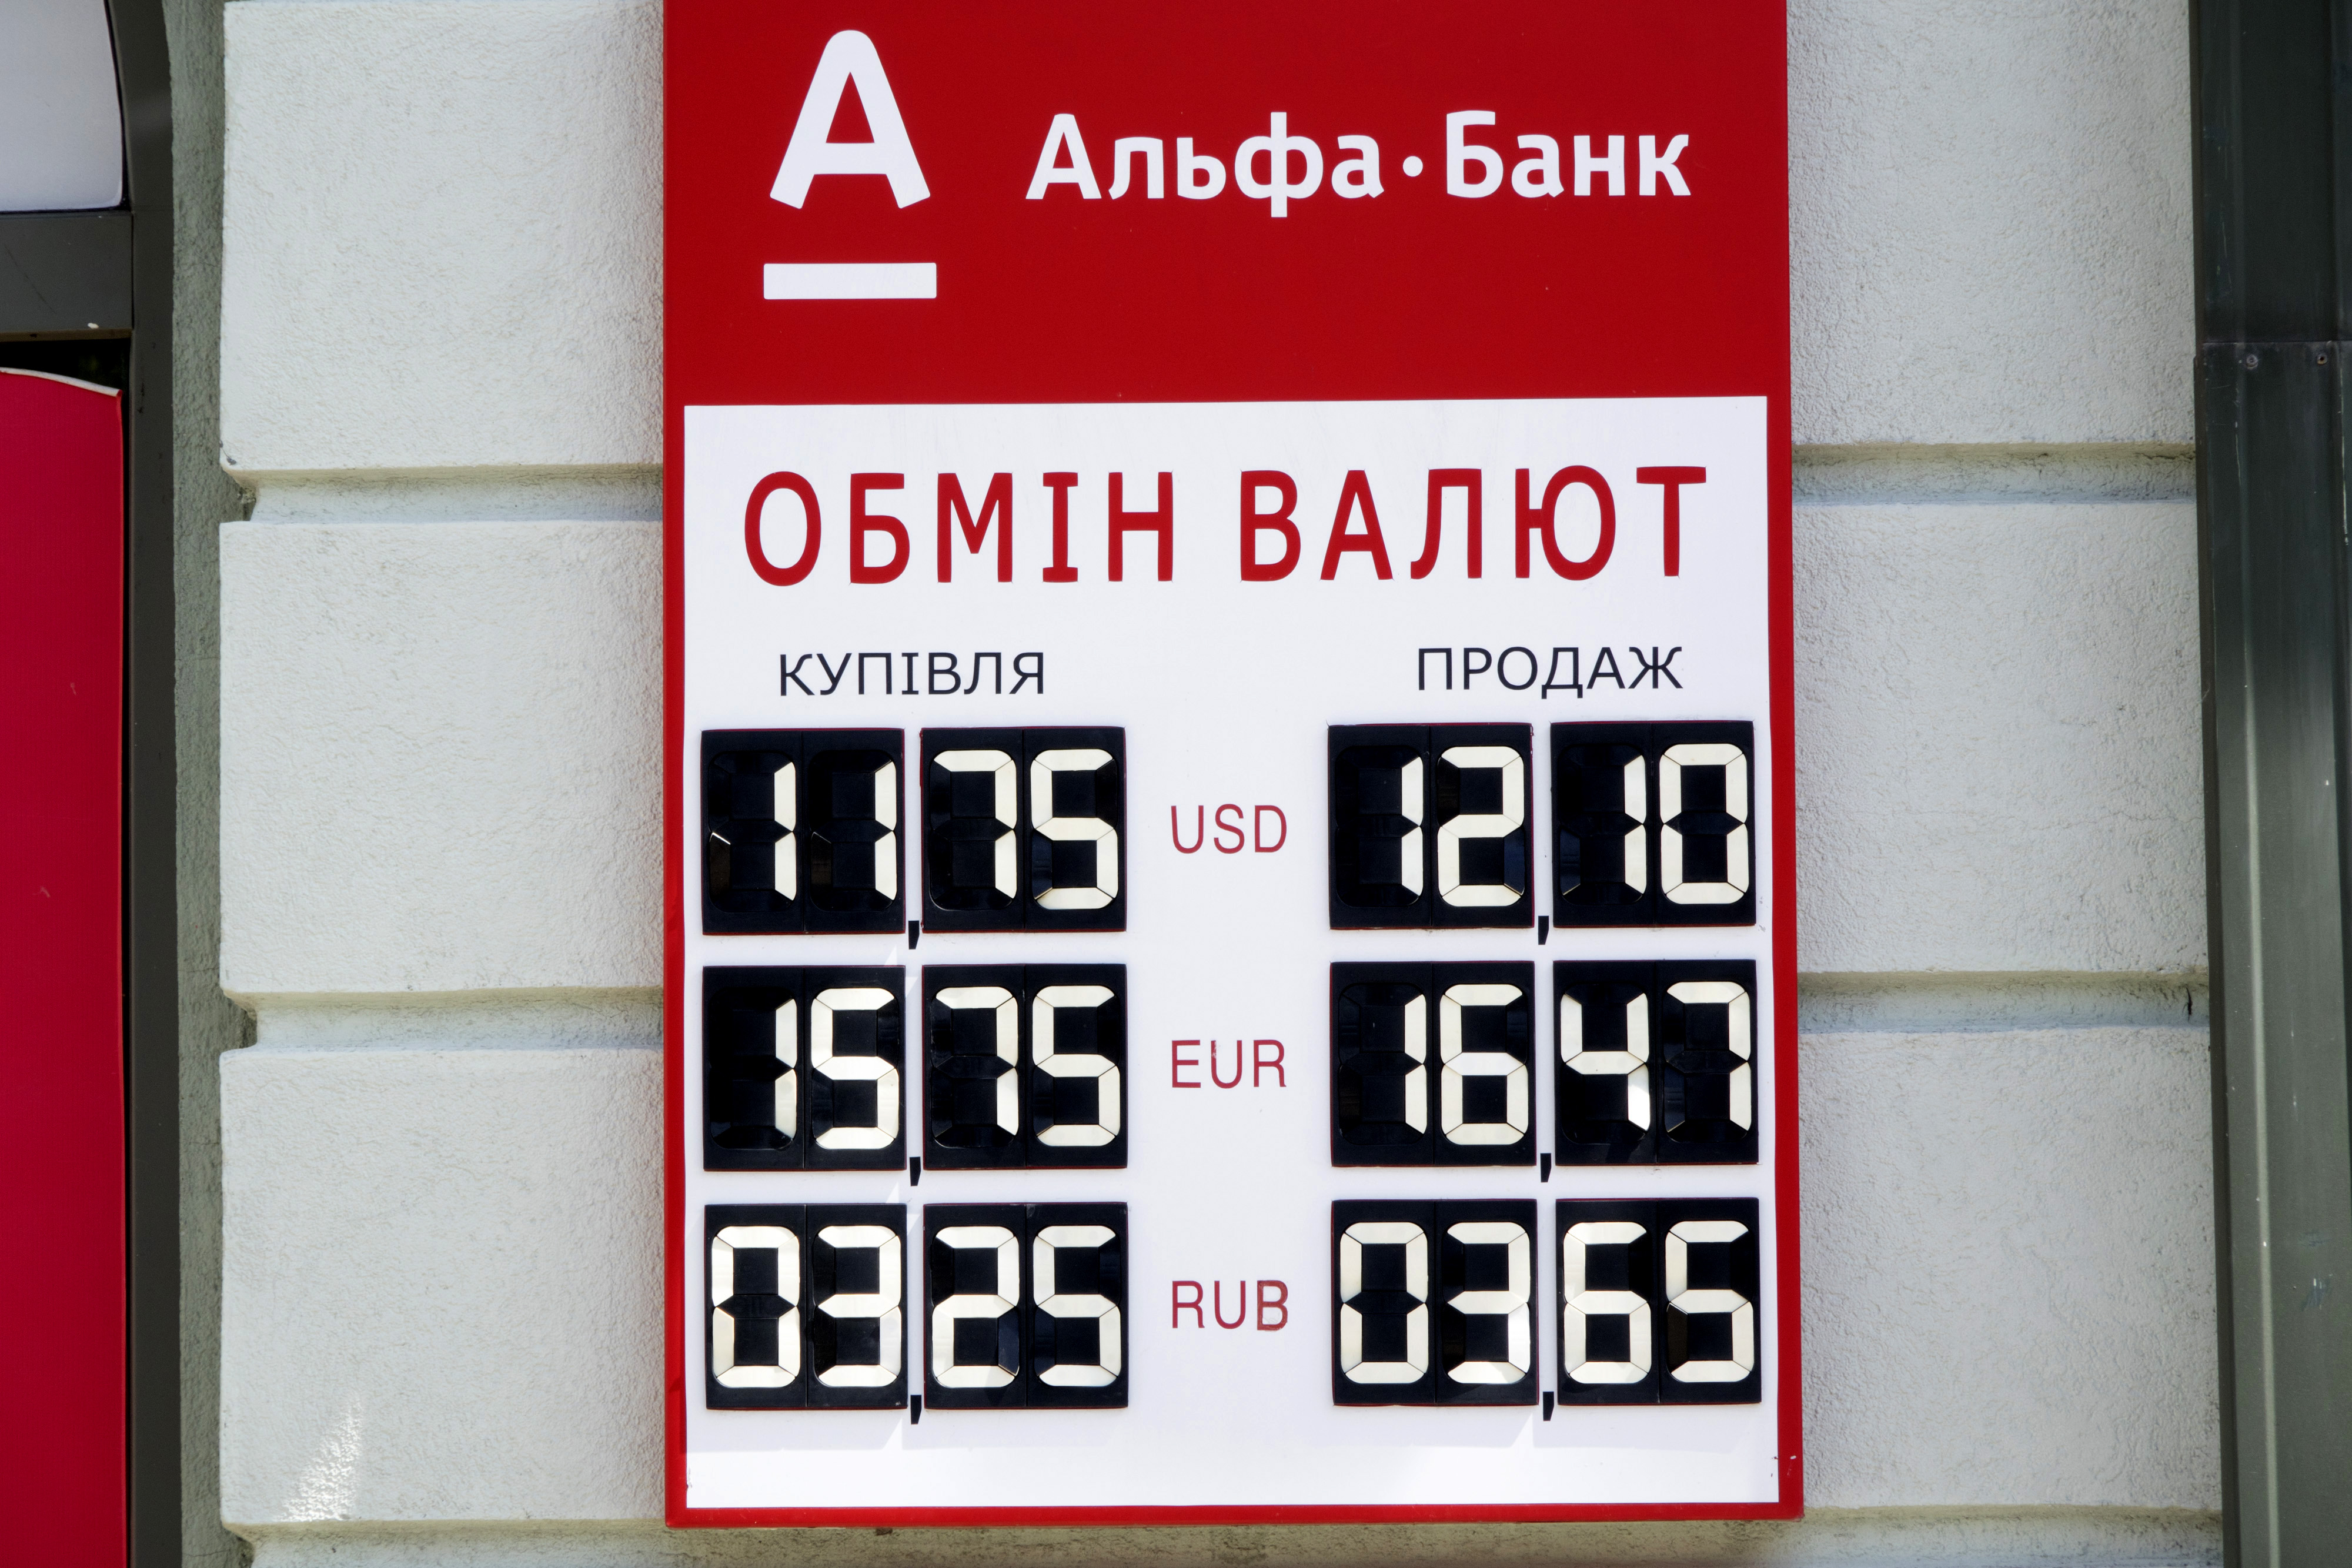 А Альфа·Банк
ОБМІН ВАЛЮТ
КУПІВЛЯ ПРОДАЖ
11,75 USD 12,10
15,75 EUR 16,47
03,25 RUB 03,65